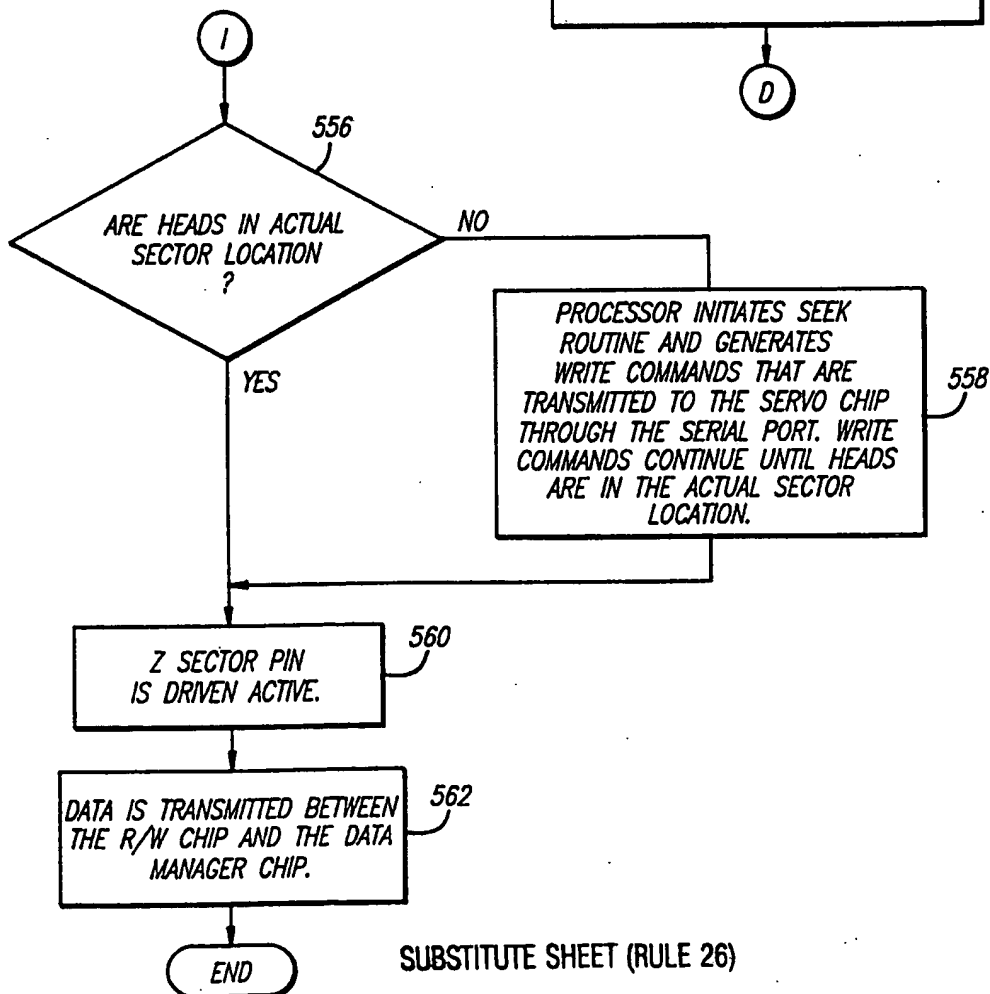 I
D
556
ARE HEADS IN ACTUAL
SECTOR LOCATION
?
NO
YES
PROCESSOR INITIATES SEEK
ROUTINE AND GENERATES
WRITE COMMANDS THAT ARE
TRANSMITTED TO THE SERVO CHIP
THROUGH THE SERIAL PORT. WRITE
COMMANDS CONTINUE UNTIL HEADS
ARE IN THE ACTUAL SECTOR
LOCATION.
558
Z SECTOR PIN
IS DRIVEN ACTIVE.
560
DATA IS TRANSMITTED BETWEEN
THE R/W CHIP AND THE DATA
MANAGER CHIP.
562
END
SUBSTITUTE SHEET (RULE 26)